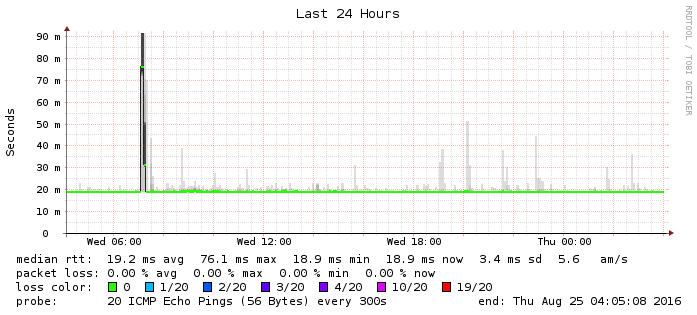 Last 24 Hours
RRDTOOL / TOBI OETIKER
Seconds
90 m
80 m
70 m
60 m
50 m
40 m
30 m
20 m
10 m
0
Wed 06:00 Wed 12:00 Wed 18:00 Thu 00:00
median rtt: 19.2 ms avg 76.1 ms max 18.9 ms min 18.9 ms now 3.4 ms sd 5.6 am/s
packet loss: 0.00 % avg 0.00 % max 0.00 % min 0.00 % now
loss color: 0 1/20 2/20 3/20 4/20 10/20 19/20
probe: 20 ICMP Echo Pings (56 Bytes) every 300s end: Thu Aug 25 04:05:08 2016